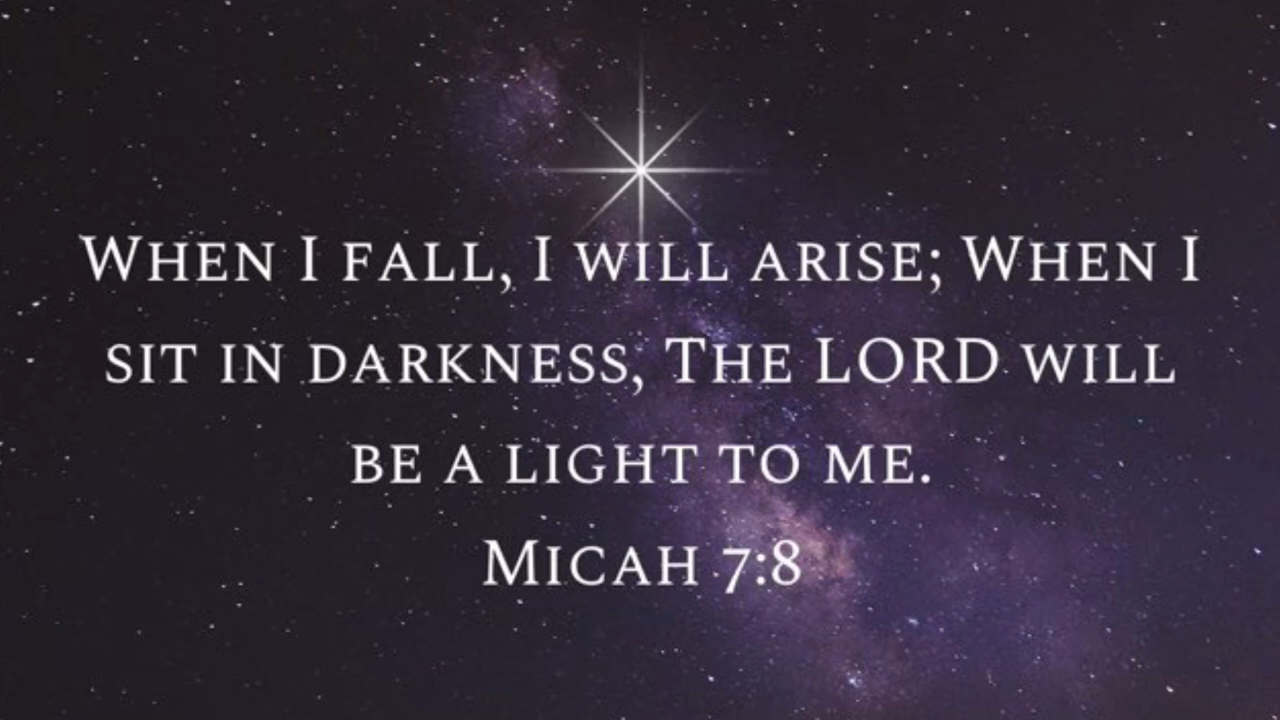 When I fall, I will arise; When I
sit in darkness, The LORD will
be a light to me.
Micah 7:8